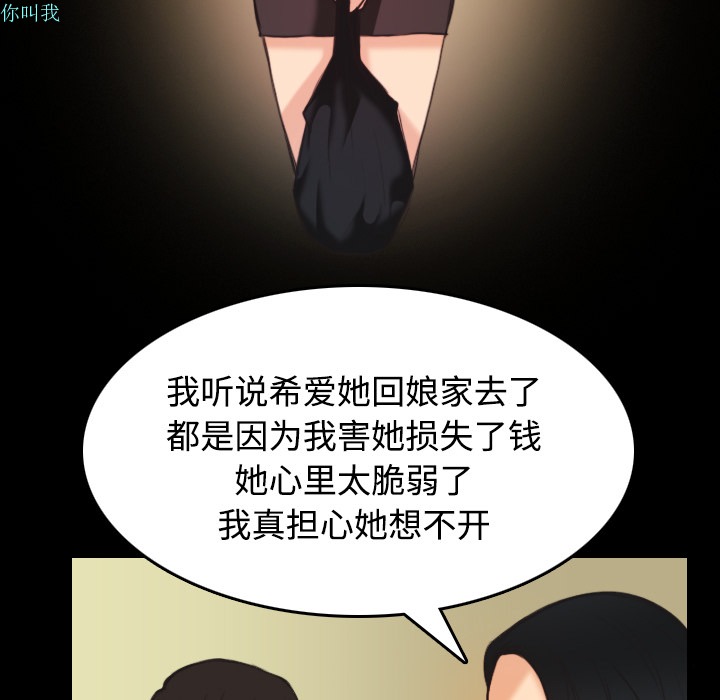 你叫我
我听说希爱她回娘家去了
都是因为我害她损失了钱
她心里太脆弱了
我真担心她想不开